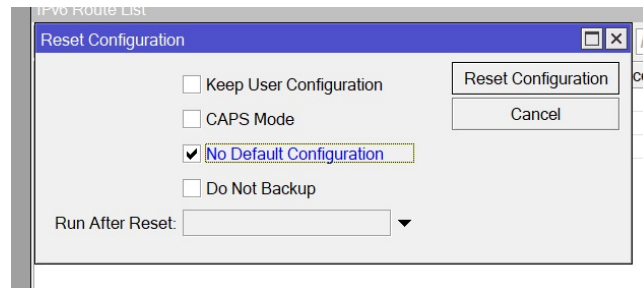 IPv6 Route List
Reset Configuration
Keep User Configuration
Reset Configuration
CAPS Mode
Cancel
No Default Configuration
Do Not Backup
Run After Reset: